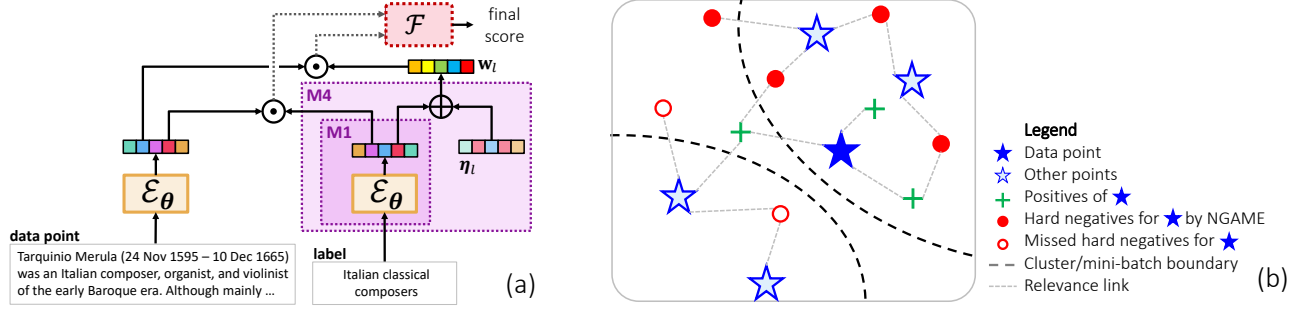 final
score
ℱ
w_l
M4
M1
η_l
ℰ_θ
ℰ_θ
data point
Tarquinio Merula (24 Nov 1595 – 10 Dec 1665)
was an Italian composer, organist, and violinist
of the early Baroque era. Although mainly ...
label
Italian classical
composers
(a)
Legend
Data point
Other points
Positives of ★
Hard negatives for ★ by NGAME
Missed hard negatives for ★
Cluster/mini-batch boundary
Relevance link
(b)